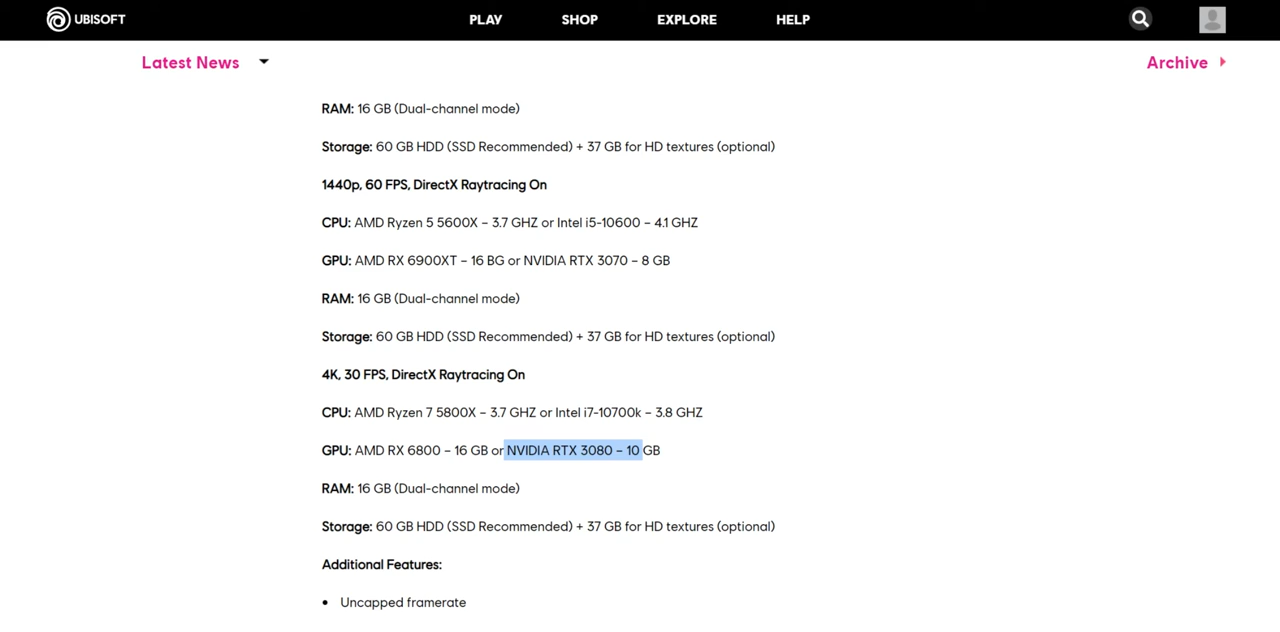 UBISOFT PLAY SHOP EXPLORE HELP
Latest News Archive
RAM: 16 GB (Dual-channel mode)
Storage: 60 GB HDD (SSD Recommended) + 37 GB for HD textures (optional)
1440p, 60 FPS, DirectX Raytracing On
CPU: AMD Ryzen 5 5600X – 3.7 GHZ or Intel i5-10600 – 4.1 GHZ
GPU: AMD RX 6900XT – 16 BG or NVIDIA RTX 3070 – 8 GB
RAM: 16 GB (Dual-channel mode)
Storage: 60 GB HDD (SSD Recommended) + 37 GB for HD textures (optional)
4K, 30 FPS, DirectX Raytracing On
CPU: AMD Ryzen 7 5800X – 3.7 GHZ or Intel i7-10700k – 3.8 GHZ
GPU: AMD RX 6800 – 16 GB or NVIDIA RTX 3080 – 10 GB
RAM: 16 GB (Dual-channel mode)
Storage: 60 GB HDD (SSD Recommended) + 37 GB for HD textures (optional)
Additional Features:
• Uncapped framerate